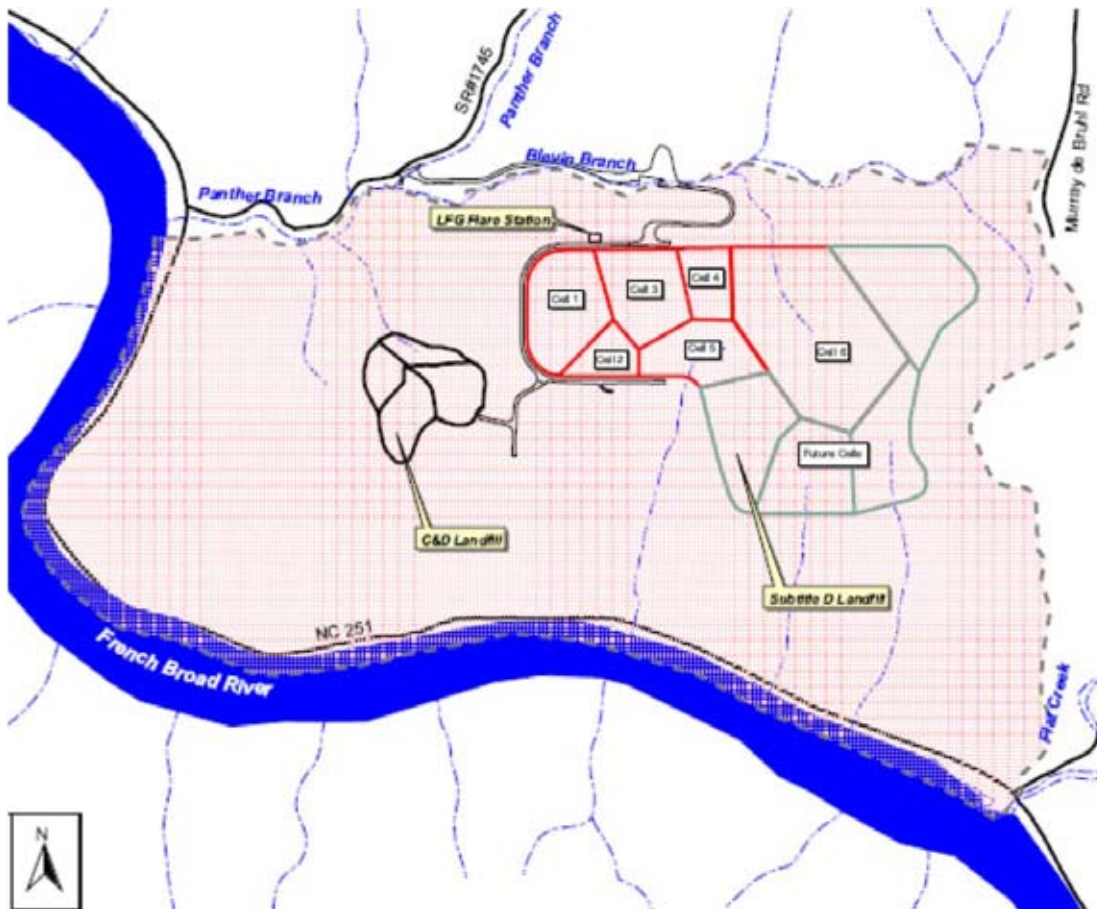 Panther Branch
SR#1745
Murray de Bruhl Rd
Blevin Branch
Panther Branch
LFG Flare Station
Cell 1
Cell 3
Cell 4
Cell 2
Cell 5
Cell 6
Future Cells
C&D Landfill
Subtitle D Landfill
NC 251
French Broad River
Flat Creek
N